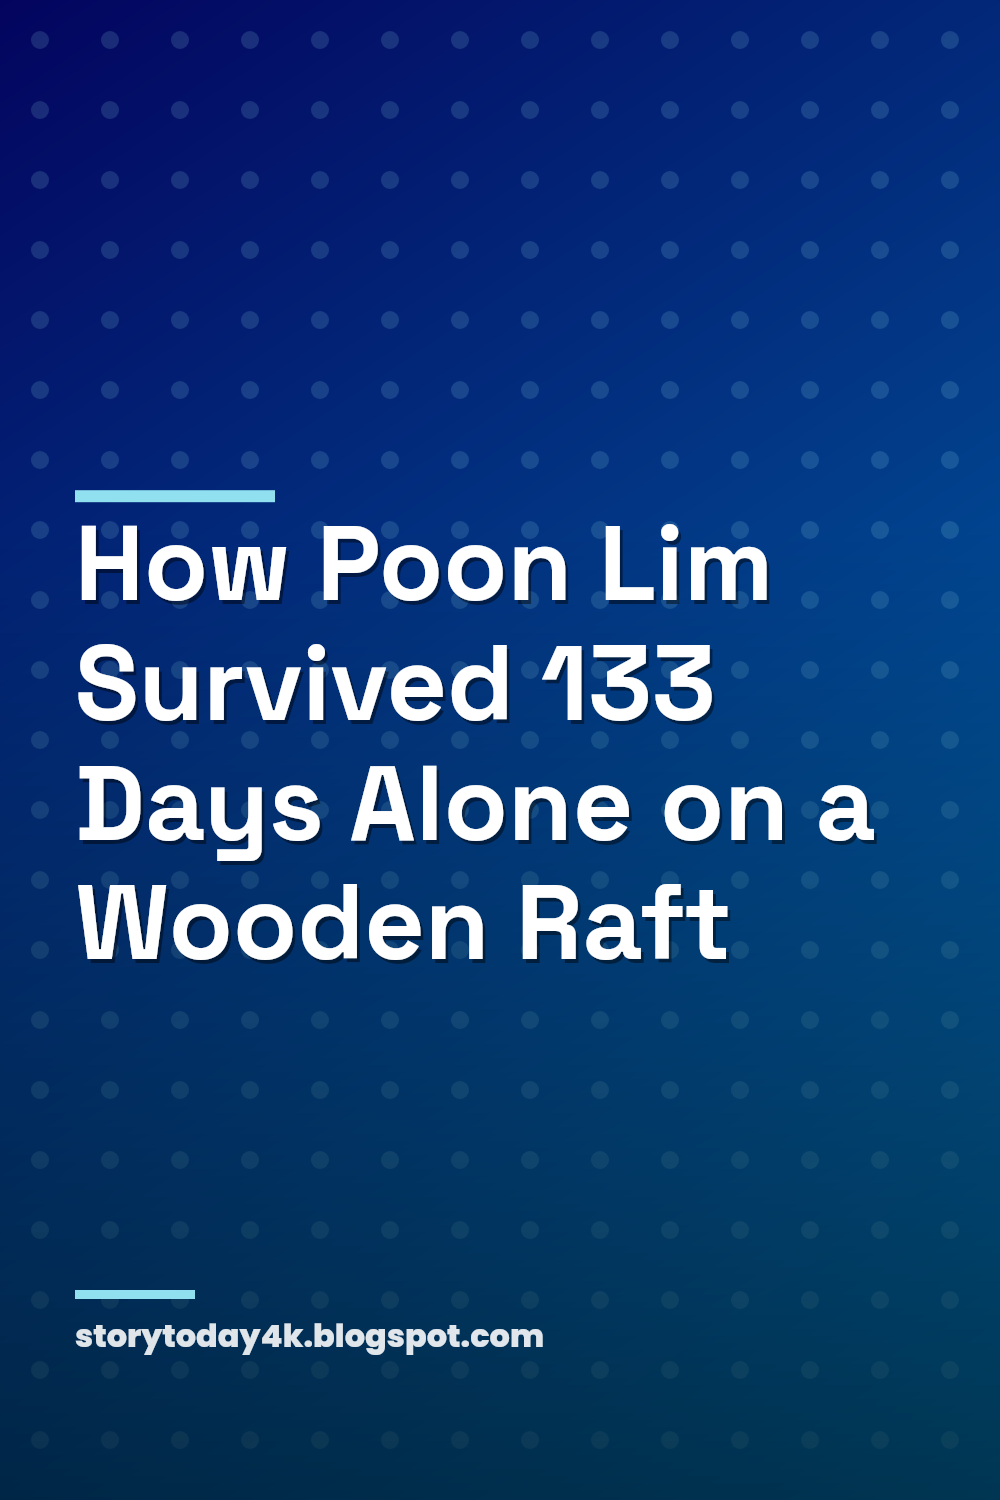 How Poon Lim
Survived 133
Days Alone on a
Wooden Raft
storytoday4k.blogspot.com